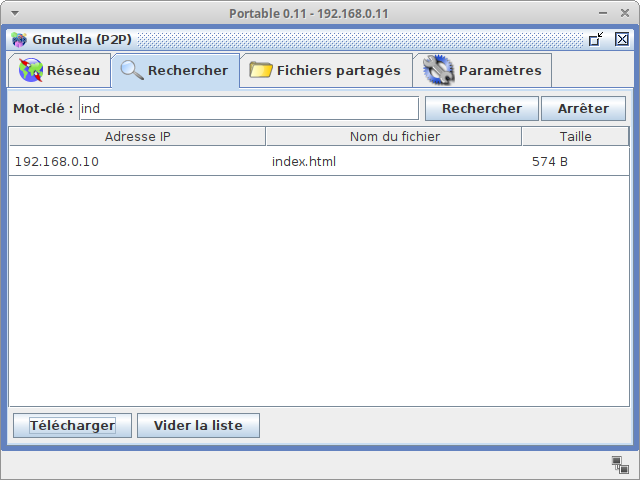 Portable 0.11 - 192.168.0.11
Gnutella (P2P)
Réseau Rechercher Fichiers partagés Paramètres
Mot-clé : ind Rechercher Arrêter
Adresse IP Nom du fichier Taille
192.168.0.10 index.html 574 B
Télécharger Vider la liste